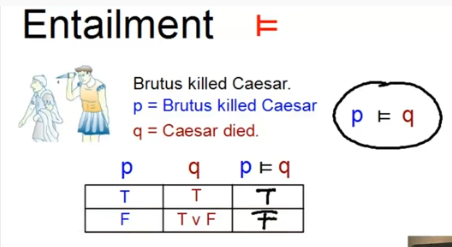 Entailment ⊨
Brutus killed Caesar.
p = Brutus killed Caesar
q = Caesar died.
p ⊨ q
p q p ⊨ q
T T T
F T v F F